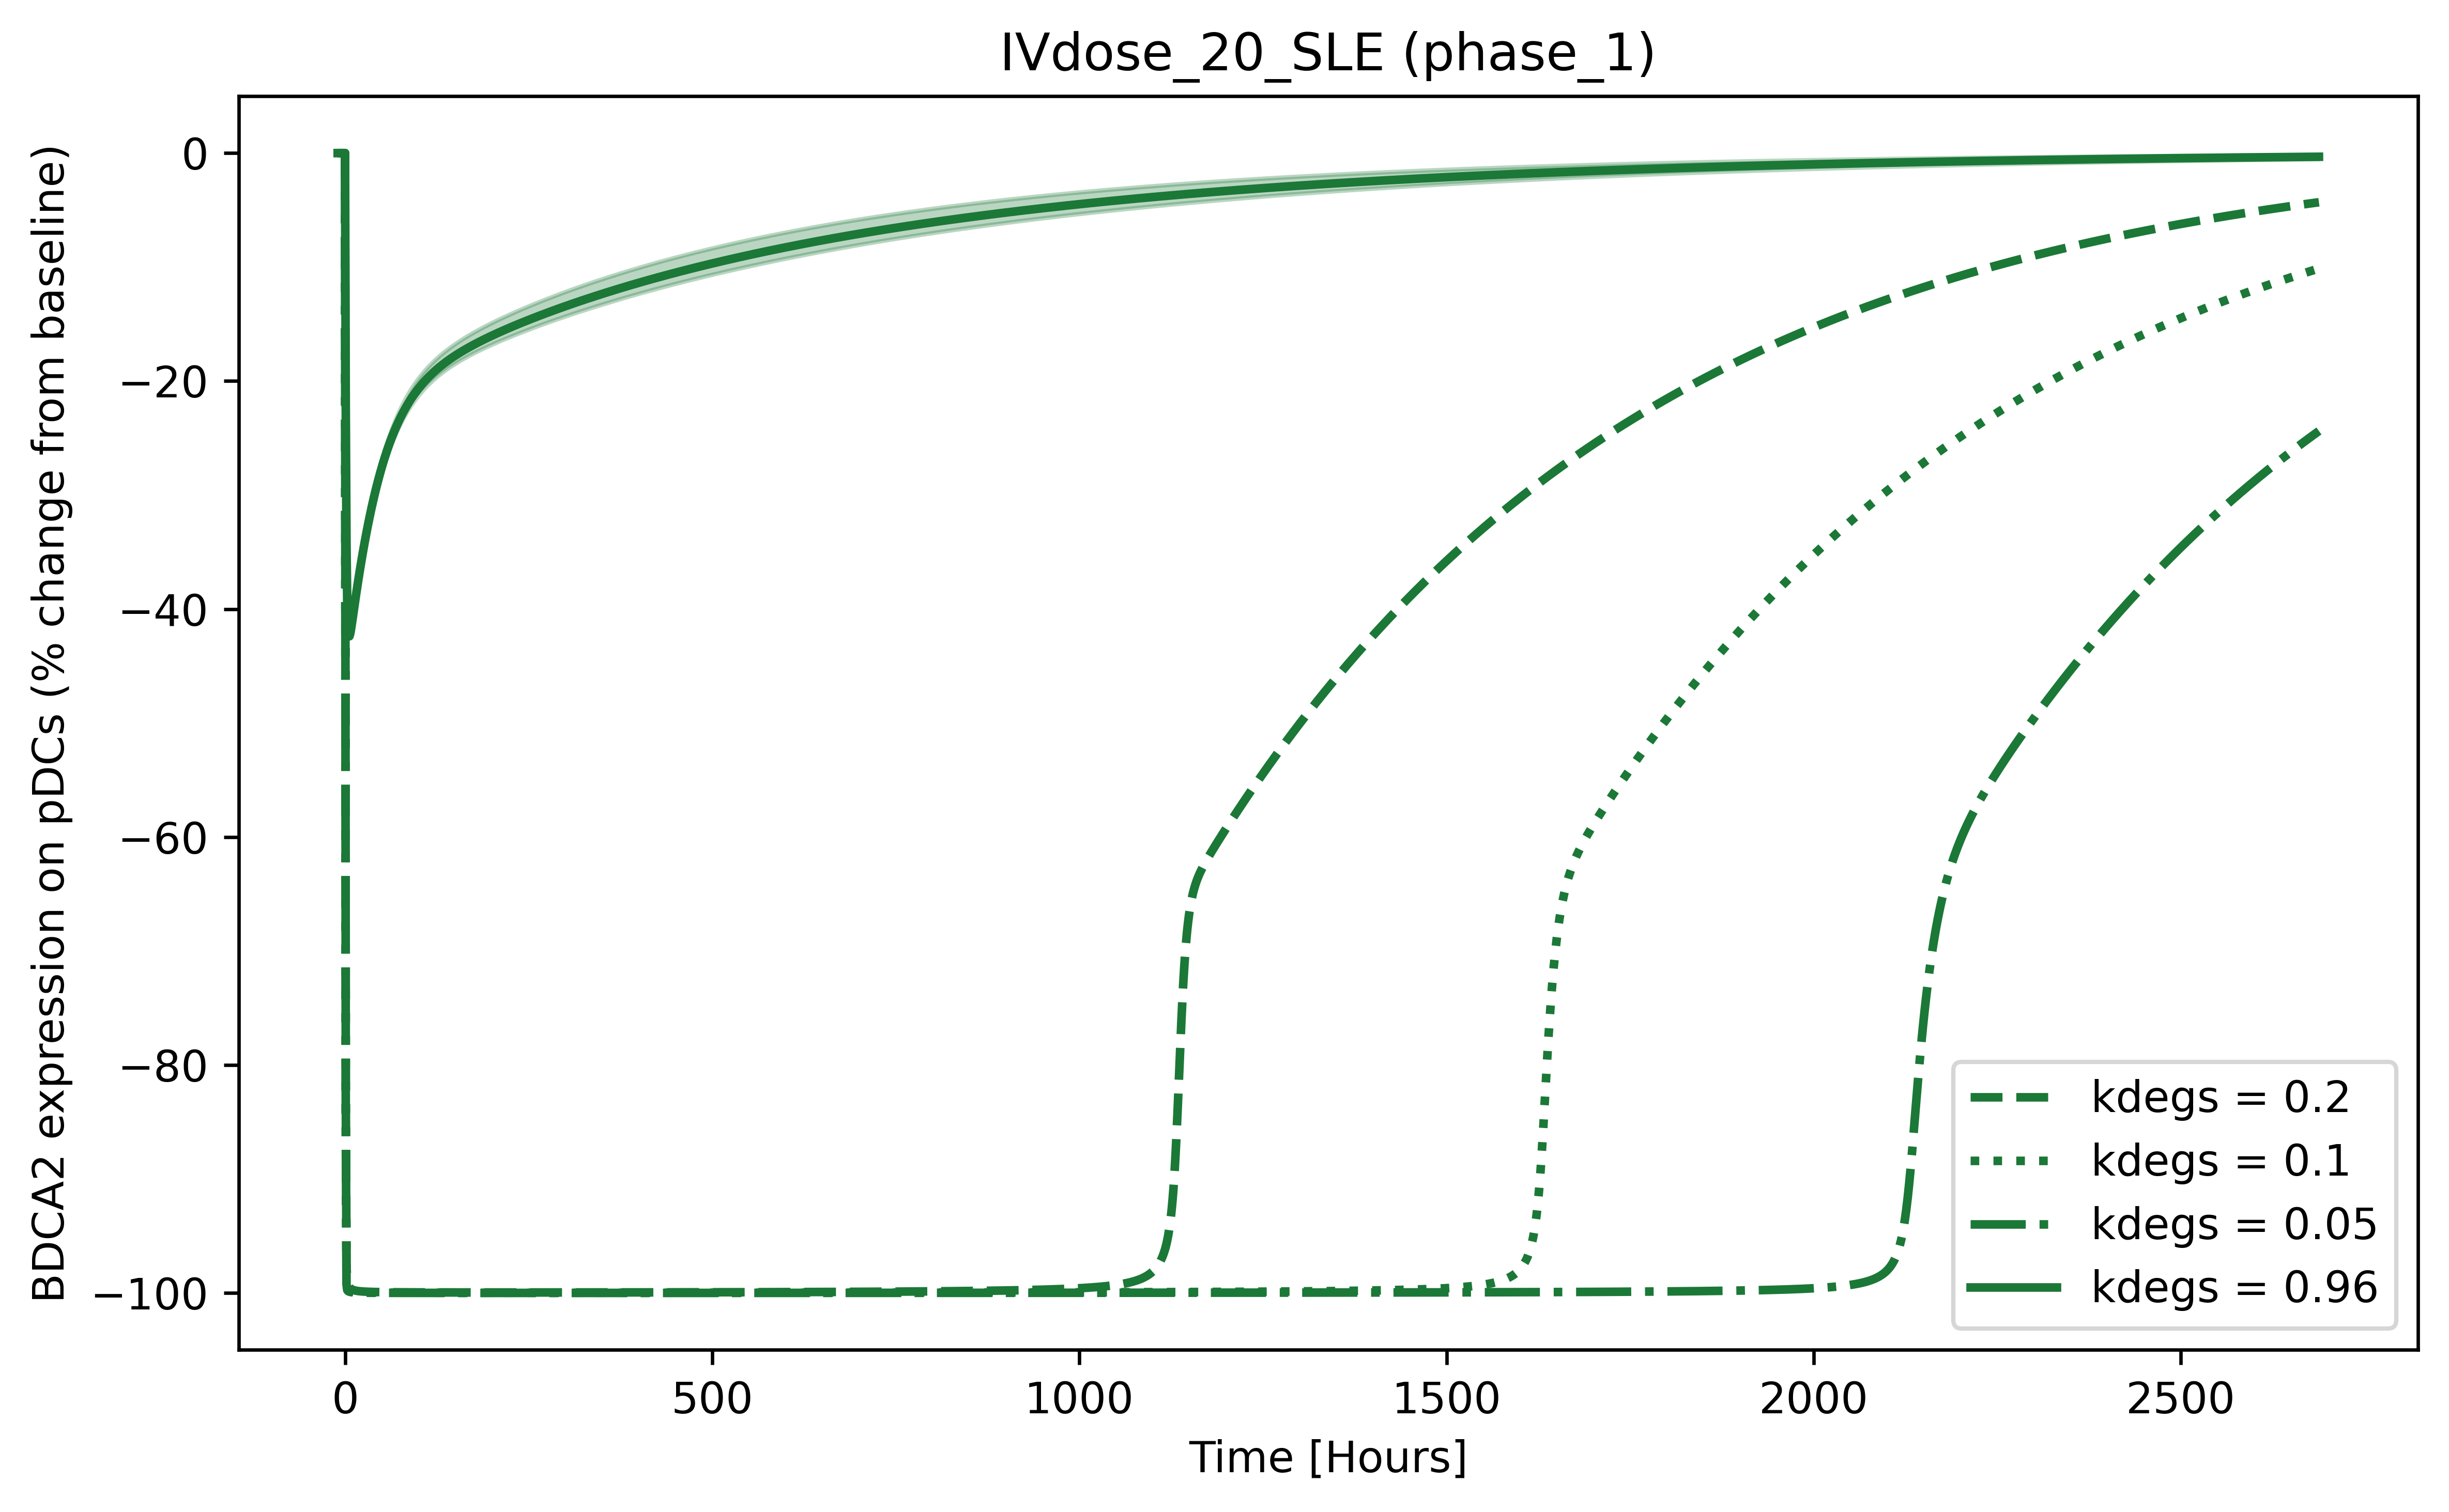 IVdose_20_SLE (phase_1)
BDCA2 expression on pDCs (% change from baseline)
0
−20
−40
−60
−80
−100
kdegs = 0.2
kdegs = 0.1
kdegs = 0.05
kdegs = 0.96
0 500 1000 1500 2000 2500
Time [Hours]